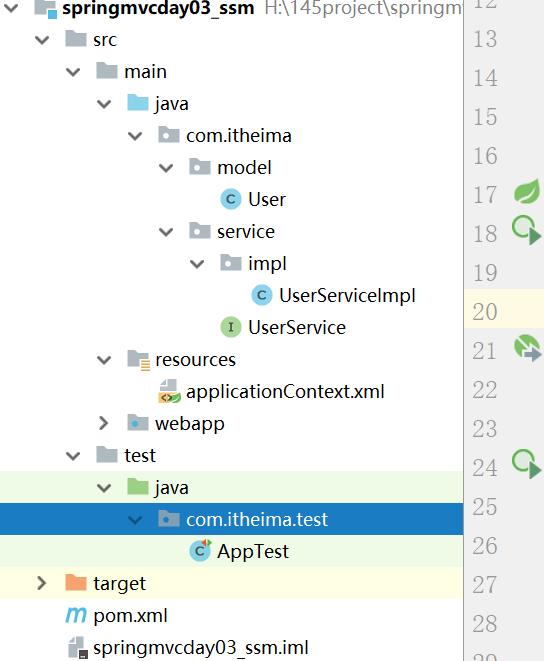 springmvcday03_ssm H:\145project\springmv
src
main
java
com.itheima
model
C User
service
impl
C UserServiceImpl
I UserService
resources
applicationContext.xml
webapp
test
java
com.itheima.test
C AppTest
target
m pom.xml
springmvcday03_ssm.iml
12
13
14
15
16
17
18
19
20
21
22
23
24
25
26
27
28